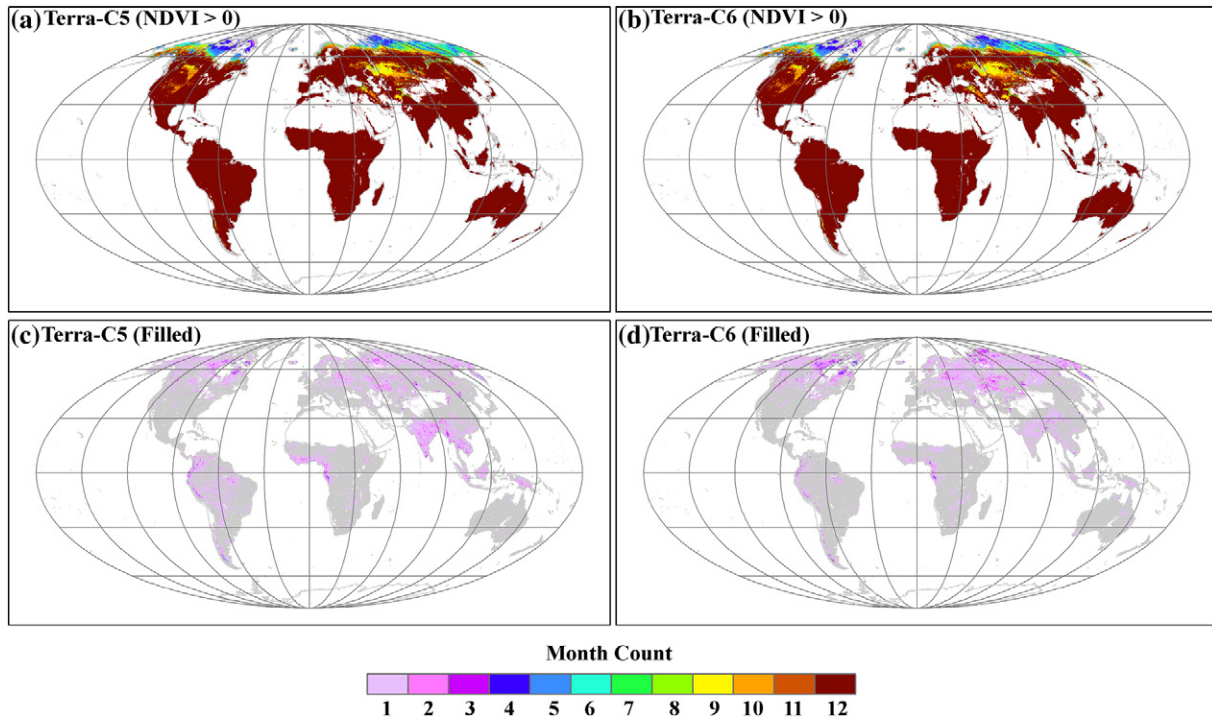 (a) Terra-C5 (NDVI > 0)
(b) Terra-C6 (NDVI > 0)
(c) Terra-C5 (Filled)
(d) Terra-C6 (Filled)
Month Count
1 2 3 4 5 6 7 8 9 10 11 12